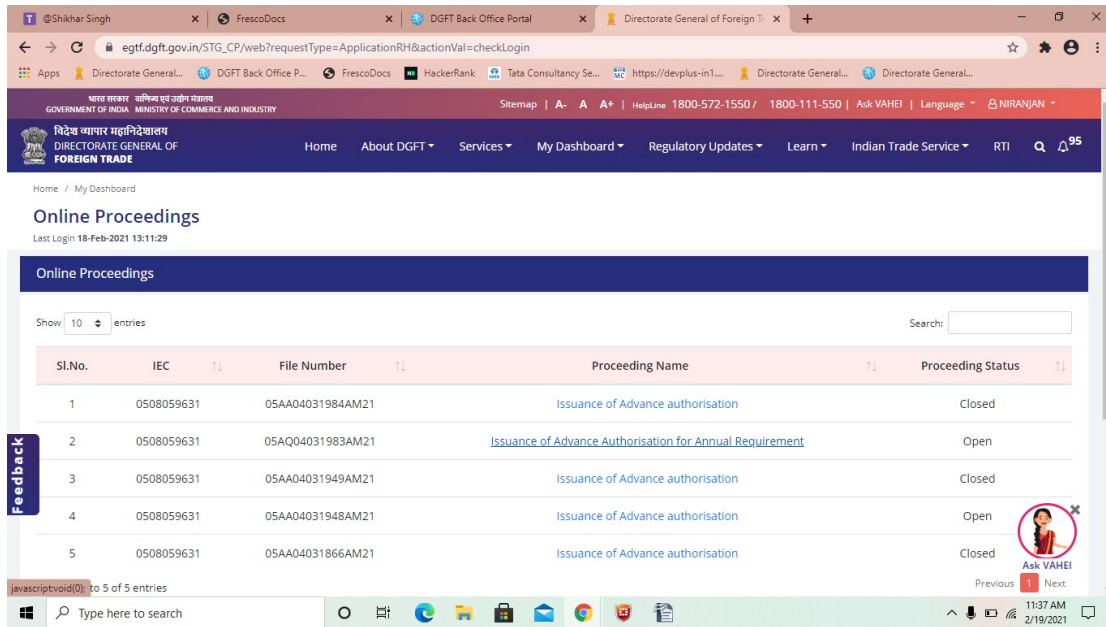 @Shikhar Singh
FrescoDocs
DGFT Back Office Portal
Directorate General of Foreign Tr
egtf.dgft.gov.in/STG_CP/web?requestType=ApplicationRH&actionVal=checkLogin
Apps Directorate General... DGFT Back Office P... FrescoDocs HackerRank Tata Consultancy Se... https://devplus-in1.... Directorate General... Directorate General...
भारत सरकार वाणिज्य एवं उद्योग मंत्रालय
GOVERNMENT OF INDIA MINISTRY OF COMMERCE AND INDUSTRY
Sitemap | A- A A+ | HelpLine 1800-572-1550 / 1800-111-550 | Ask VAHEI | Language NIRANJAN
विदेश व्यापार महानिदेशालय
DIRECTORATE GENERAL OF
FOREIGN TRADE
Home About DGFT Services My Dashboard Regulatory Updates Learn Indian Trade Service RTI 95
Home / My Dashboard
Online Proceedings
Last Login 18-Feb-2021 13:11:29
Online Proceedings
Show 10 entries Search:
Sl.No. IEC File Number Proceeding Name Proceeding Status
1 0508059631 05AA04031984AM21 Issuance of Advance authorisation Closed
2 0508059631 05AQ04031983AM21 Issuance of Advance Authorisation for Annual Requirement Open
3 0508059631 05AA04031949AM21 Issuance of Advance authorisation Closed
4 0508059631 05AA04031948AM21 Issuance of Advance authorisation Open
5 0508059631 05AA04031866AM21 Issuance of Advance authorisation Closed
Feedback
Ask VAHEI
javascript:void(0); to 5 of 5 entries Previous 1 Next
Type here to search
11:37 AM
2/19/2021